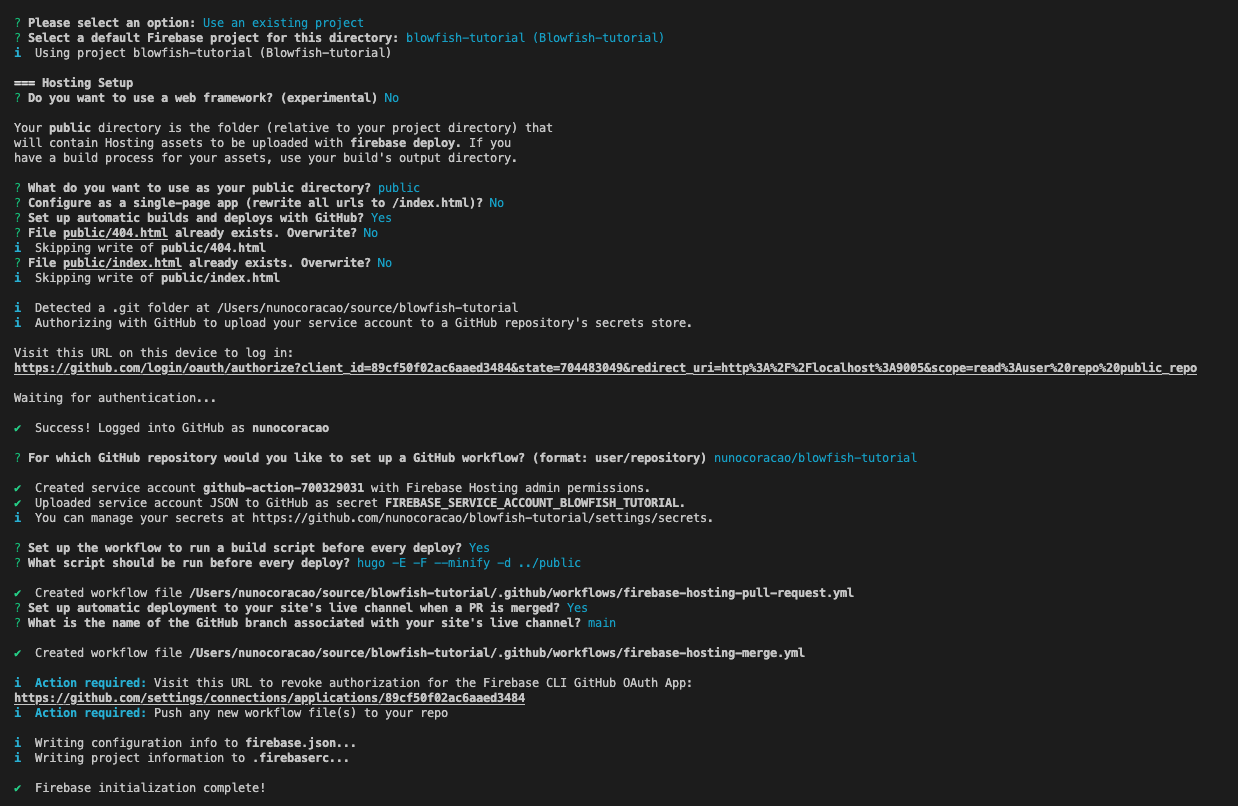 ? Please select an option: Use an existing project
? Select a default Firebase project for this directory: blowfish-tutorial (Blowfish-tutorial)
i  Using project blowfish-tutorial (Blowfish-tutorial)

=== Hosting Setup
? Do you want to use a web framework? (experimental) No

Your public directory is the folder (relative to your project directory) that
will contain Hosting assets to be uploaded with firebase deploy. If you
have a build process for your assets, use your build's output directory.

? What do you want to use as your public directory? public
? Configure as a single-page app (rewrite all urls to /index.html)? No
? Set up automatic builds and deploys with GitHub? Yes
? File public/404.html already exists. Overwrite? No
i  Skipping write of public/404.html
? File public/index.html already exists. Overwrite? No
i  Skipping write of public/index.html

i  Detected a .git folder at /Users/nunocoracao/source/blowfish-tutorial
i  Authorizing with GitHub to upload your service account to a GitHub repository's secrets store.

Visit this URL on this device to log in:
https://github.com/login/oauth/authorize?client_id=89cf50f02ac6aaed3484&state=704483049&redirect_uri=http%3A%2F%2Flocalhost%3A9005&scope=read%3Auser%20repo%20public_repo

Waiting for authentication...

✔  Success! Logged into GitHub as nunocoracao

? For which GitHub repository would you like to set up a GitHub workflow? (format: user/repository) nunocoracao/blowfish-tutorial

✔  Created service account github-action-700329031 with Firebase Hosting admin permissions.
✔  Uploaded service account JSON to GitHub as secret FIREBASE_SERVICE_ACCOUNT_BLOWFISH_TUTORIAL.
i  You can manage your secrets at https://github.com/nunocoracao/blowfish-tutorial/settings/secrets.

? Set up the workflow to run a build script before every deploy? Yes
? What script should be run before every deploy? hugo -E -F --minify -d ../public

✔  Created workflow file /Users/nunocoracao/source/blowfish-tutorial/.github/workflows/firebase-hosting-pull-request.yml
? Set up automatic deployment to your site's live channel when a PR is merged? Yes
? What is the name of the GitHub branch associated with your site's live channel? main

✔  Created workflow file /Users/nunocoracao/source/blowfish-tutorial/.github/workflows/firebase-hosting-merge.yml

i  Action required: Visit this URL to revoke authorization for the Firebase CLI GitHub OAuth App:
https://github.com/settings/connections/applications/89cf50f02ac6aaed3484
i  Action required: Push any new workflow file(s) to your repo

i  Writing configuration info to firebase.json...
i  Writing project information to .firebaserc...

✔  Firebase initialization complete!